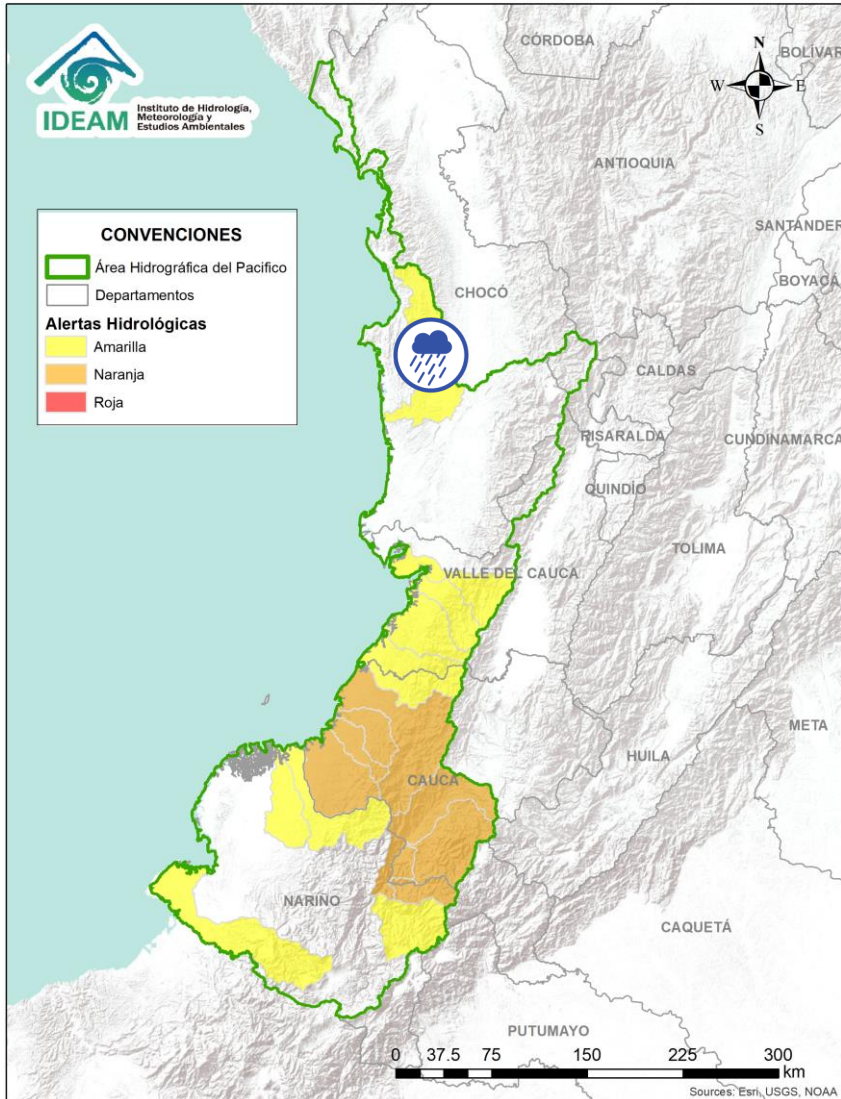 IDEAM
Instituto de Hidrología,
Meteorología y
Estudios Ambientales
CÓRDOBA
BOLÍVAR
N
W
E
S
ANTIOQUIA
SANTANDER
BOYACÁ
CONVENCIONES
Área Hidrográfica del Pacifico
Departamentos
Alertas Hidrológicas
Amarilla
Naranja
Roja
CHOCÓ
CALDAS
RISARALDA
CUNDINAMARCA
QUINDÍO
TOLIMA
VALLE DEL CAUCA
META
HUILA
CAUCA
NARIÑO
CAQUETÁ
PUTUMAYO
0 37.5 75 150 225 300
km
Sources: Esri, USGS, NOAA